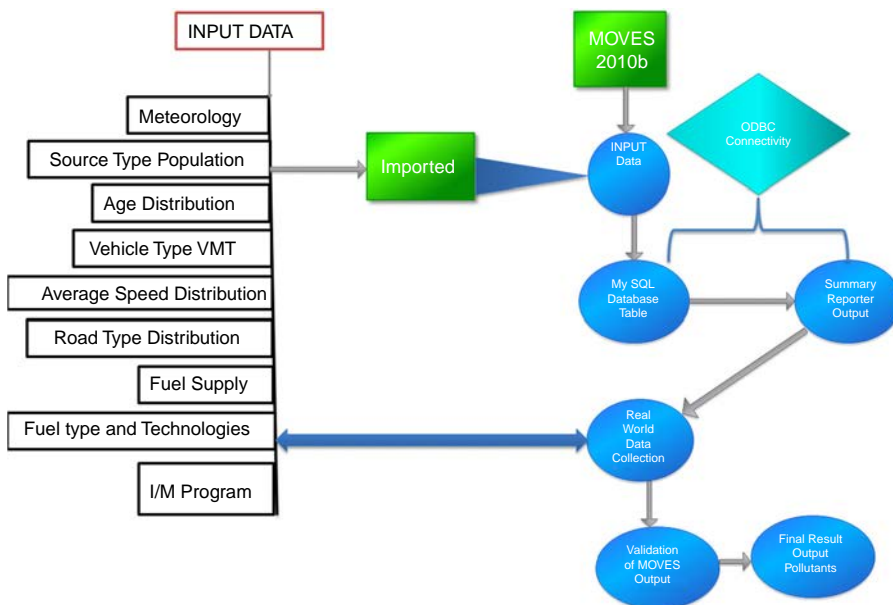 INPUT DATA
Meteorology
Source Type Population
Age Distribution
Vehicle Type VMT
Average Speed Distribution
Road Type Distribution
Fuel Supply
Fuel type and Technologies
I/M Program
Imported
MOVES
2010b
INPUT
Data
ODBC
Connectivity
My SQL
Database
Table
Summary
Reporter
Output
Real
World
Data
Collection
Validation
of MOVES
Output
Final Result
Output
Pollutants